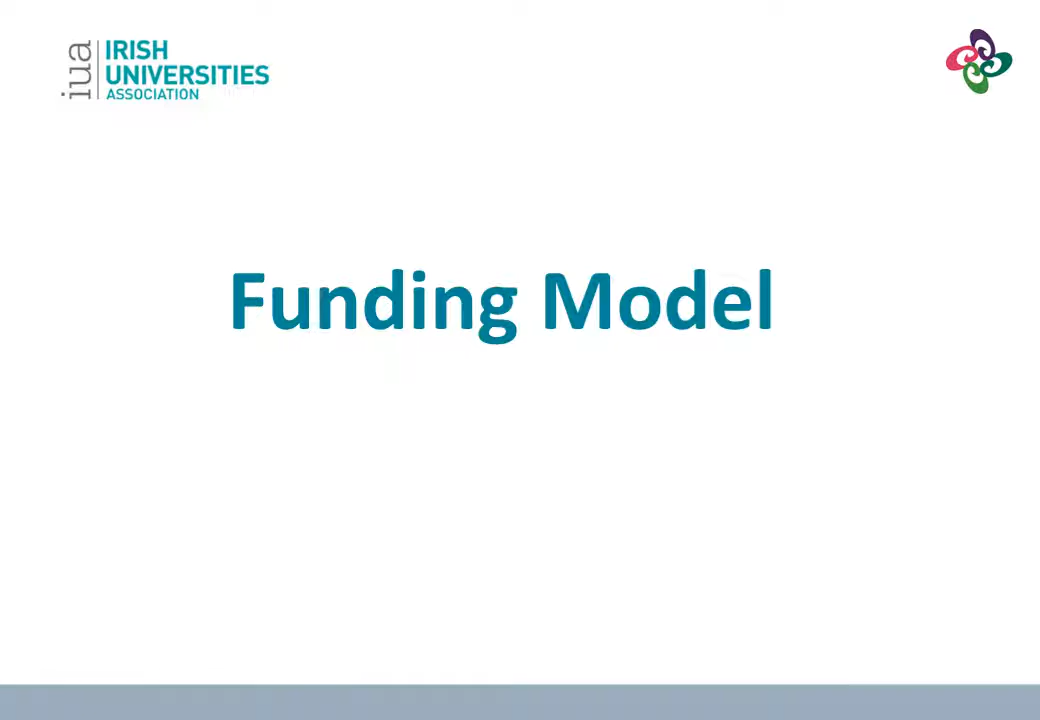 iua
IRISH
UNIVERSITIES
ASSOCIATION
Funding Model